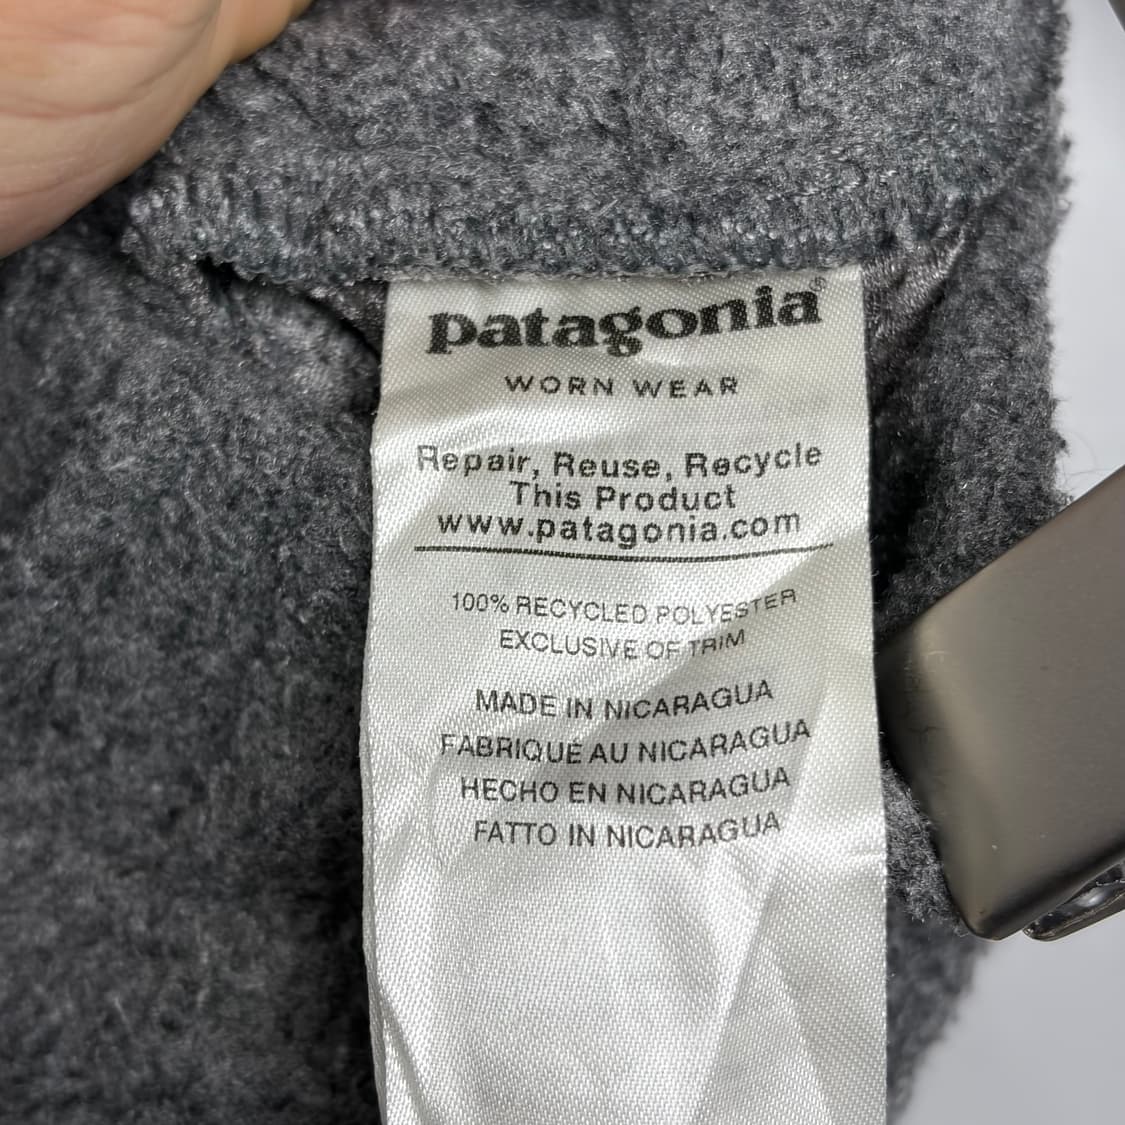 patagonia®
WORN WEAR
Repair, Reuse, Recycle
This Product
www.patagonia.com
100% RECYCLED POLYESTER
EXCLUSIVE OF TRIM
MADE IN NICARAGUA
FABRIQUÉ AU NICARAGUA
HECHO EN NICARAGUA
FATTO IN NICARAGUA